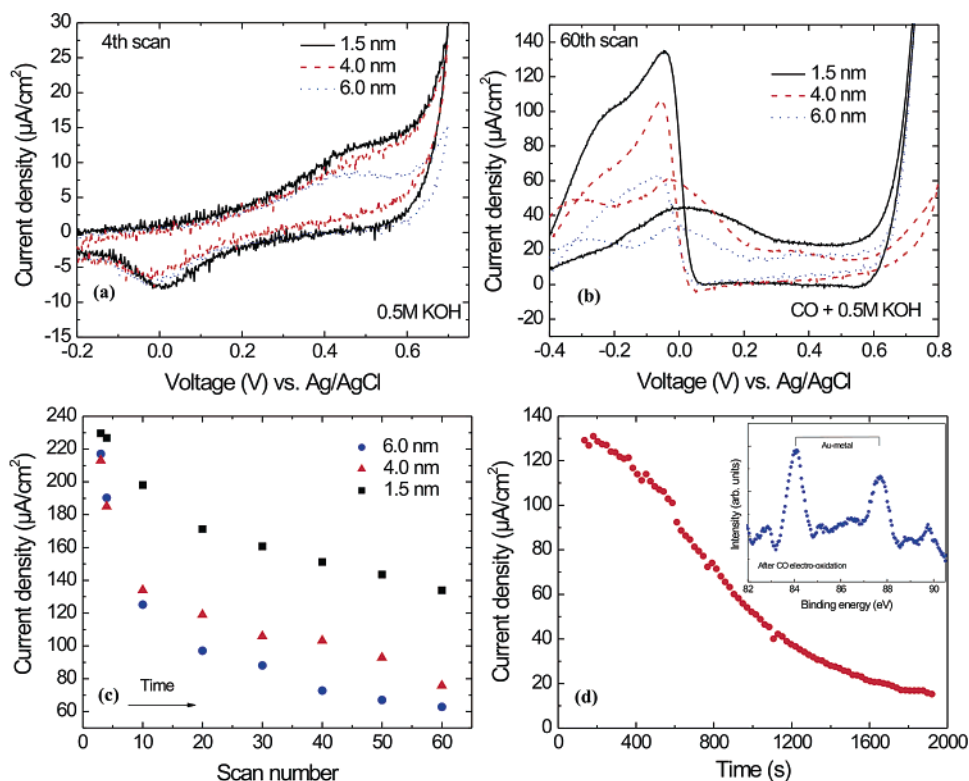 30
25
20
15
10
5
0
-5
-10
-15
Current density (µA/cm²)
4th scan
1.5 nm
4.0 nm
6.0 nm
(a)
0.5M KOH
-0.2 0.0 0.2 0.4 0.6
Voltage (V) vs. Ag/AgCl
140
120
100
80
60
40
20
0
-20
Current density (µA/cm²)
60th scan
1.5 nm
4.0 nm
6.0 nm
(b)
CO + 0.5M KOH
-0.4 -0.2 0.0 0.2 0.4 0.6 0.8
Voltage (V) vs. Ag/AgCl
240
220
200
180
160
140
120
100
80
60
Current density (µA/cm²)
6.0 nm
4.0 nm
1.5 nm
(c)
Time
0 10 20 30 40 50 60
Scan number
140
120
100
80
60
40
20
0
Current density (µA/cm²)
Au-metal
Intensity (arb. units)
After CO electro-oxidation
82 84 86 88 90
Binding energy (eV)
(d)
0 400 800 1200 1600 2000
Time (s)